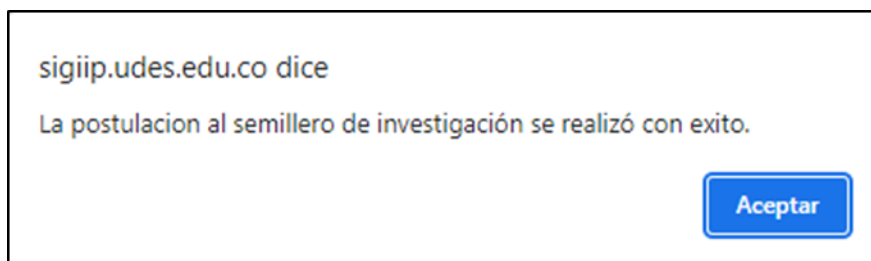 sigiip.udes.edu.co dice
La postulacion al semillero de investigación se realizó con exito.
Aceptar